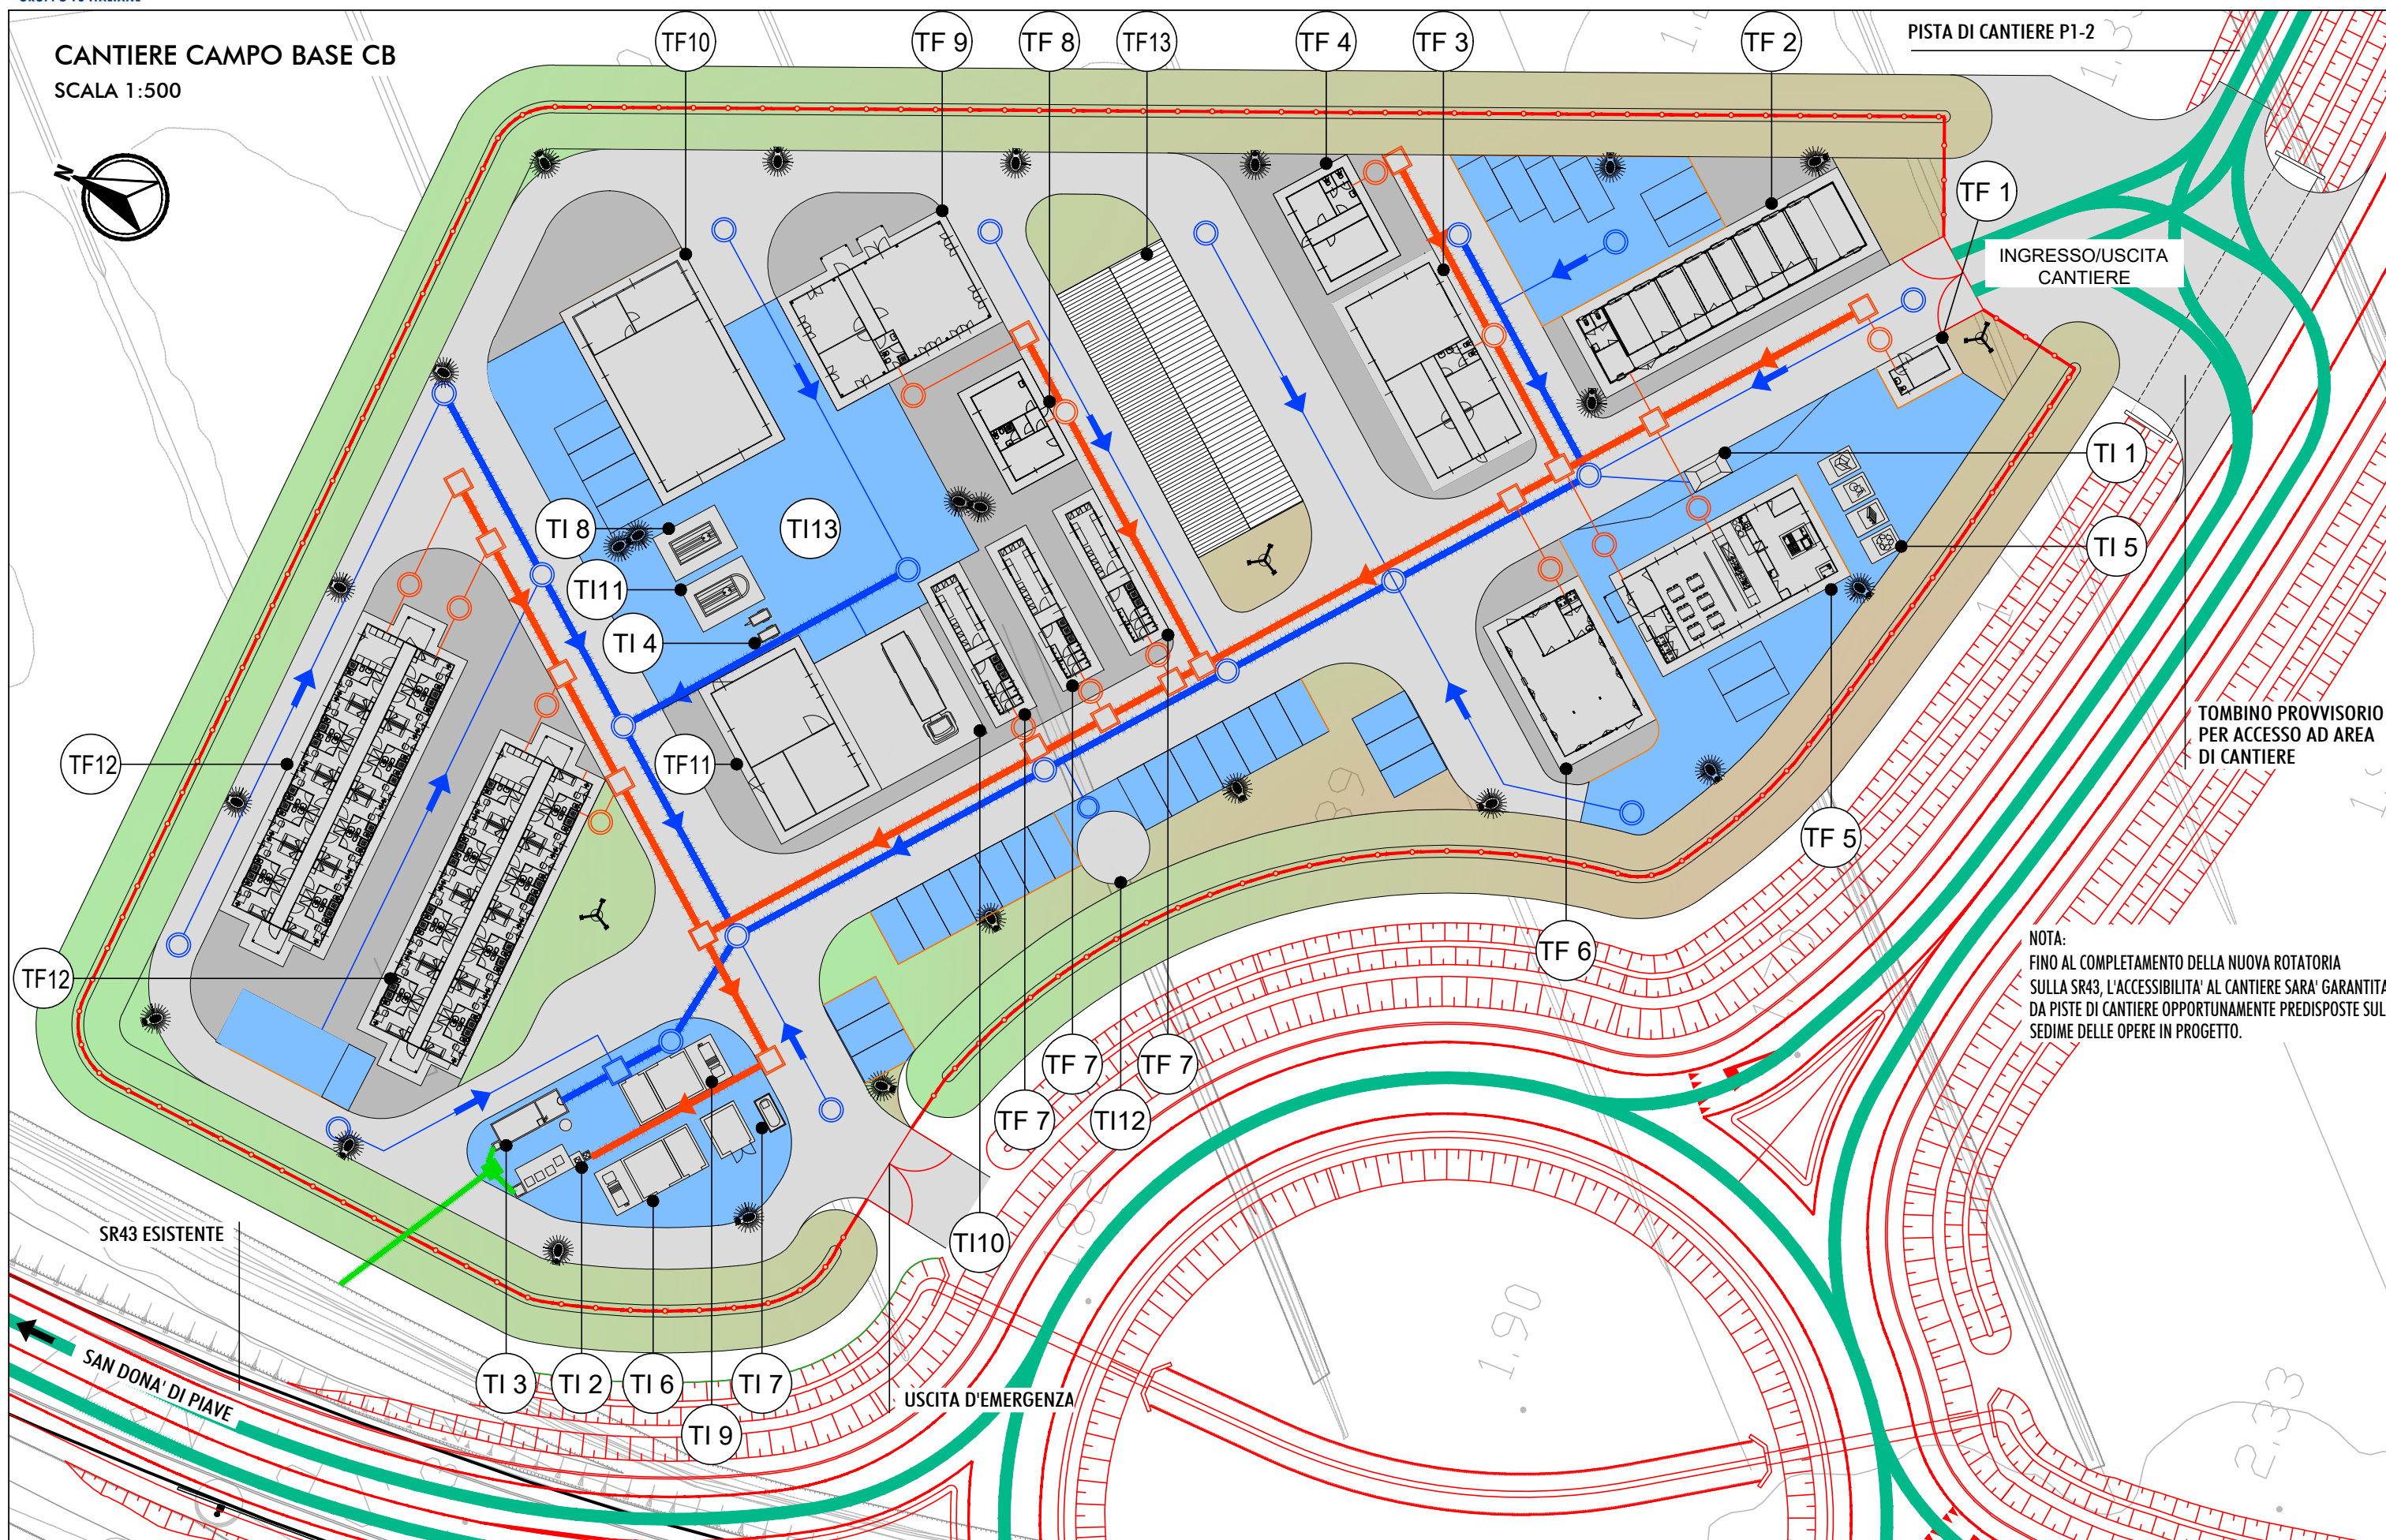 CANTIERE CAMPO BASE CB
SCALA 1:500
N
TF10
TF 9
TF 8
TF13
TF 4
TF 3
TF 2
PISTA DI CANTIERE P1-2
TF 1
INGRESSO/USCITA
CANTIERE
TI 1
TI 8
TI13
TI 5
TI11
TI 4
TF12
TF11
TOMBINO PROVVISORIO
PER ACCESSO AD AREA
DI CANTIERE
TF 5
TF 6
TF12
NOTA:
FINO AL COMPLETAMENTO DELLA NUOVA ROTATORIA
SULLA SR43, L'ACCESSIBILITA' AL CANTIERE SARA' GARANTITA
DA PISTE DI CANTIERE OPPORTUNAMENTE PREDISPOSTE SUL
SEDIME DELLE OPERE IN PROGETTO.
TF 7
TF 7
TF 7
TI12
SR43 ESISTENTE
TI10
SAN DONA' DI PIAVE
TI 3
TI 2
TI 6
TI 7
USCITA D'EMERGENZA
TI 9
1.90
2.33